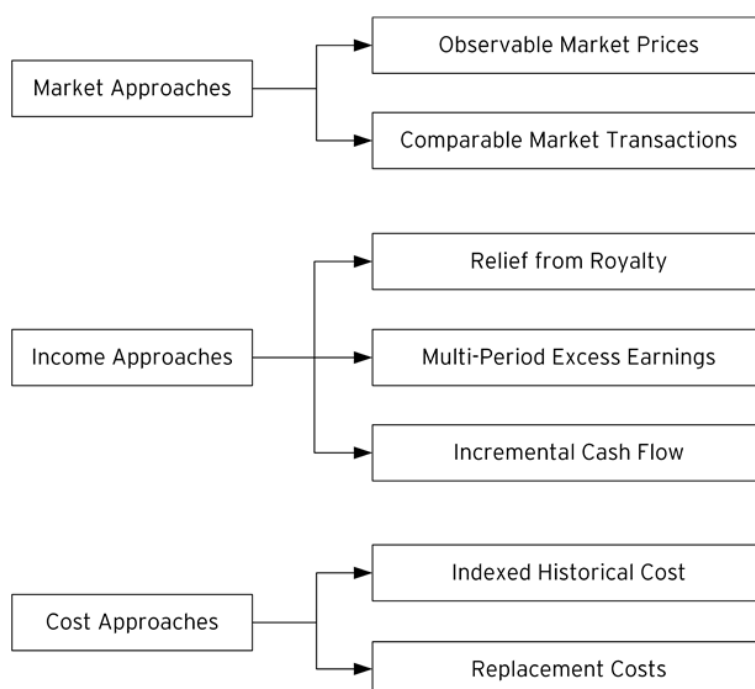 Market Approaches
Observable Market Prices
Comparable Market Transactions
Income Approaches
Relief from Royalty
Multi-Period Excess Earnings
Incremental Cash Flow
Cost Approaches
Indexed Historical Cost
Replacement Costs